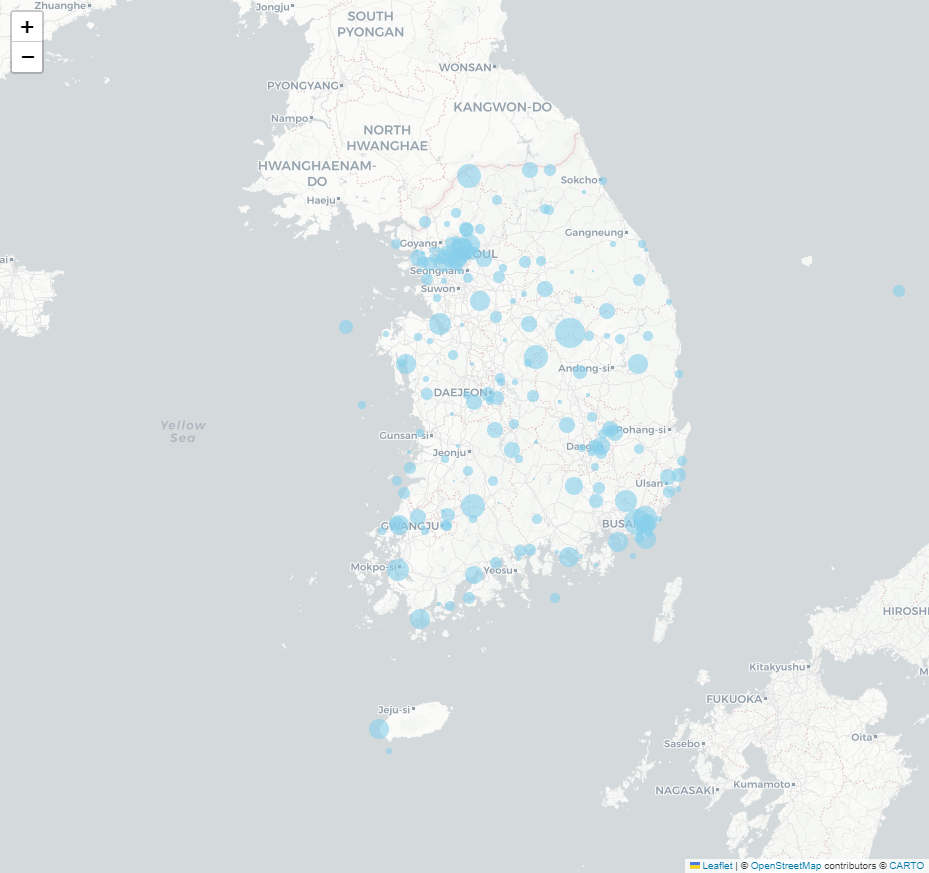 Zhuanghe
Jongju
SOUTH
PYONGAN
+
−
WONSAN
PYONGYANG
KANGWON-DO
Nampo
NORTH
HWANGHAE
HWANGHAENAM-
DO
Sokcho
Haeju
Gangneung
Goyang
OUL
ai
Seongnam
Suwon
Andong-si
DAEJEON
Yellow
Sea
Gunsan-si
Pohang-si
Jeonju
Ulsan
GWANGJU
BUSAN
Mokpo-si
Yeosu
HIROSHI
Kitakyushu
M
FUKUOKA
Jeju-si
Oita
Sasebo
NAGASAKI
Kumamoto
Leaflet | © OpenStreetMap contributors © CARTO